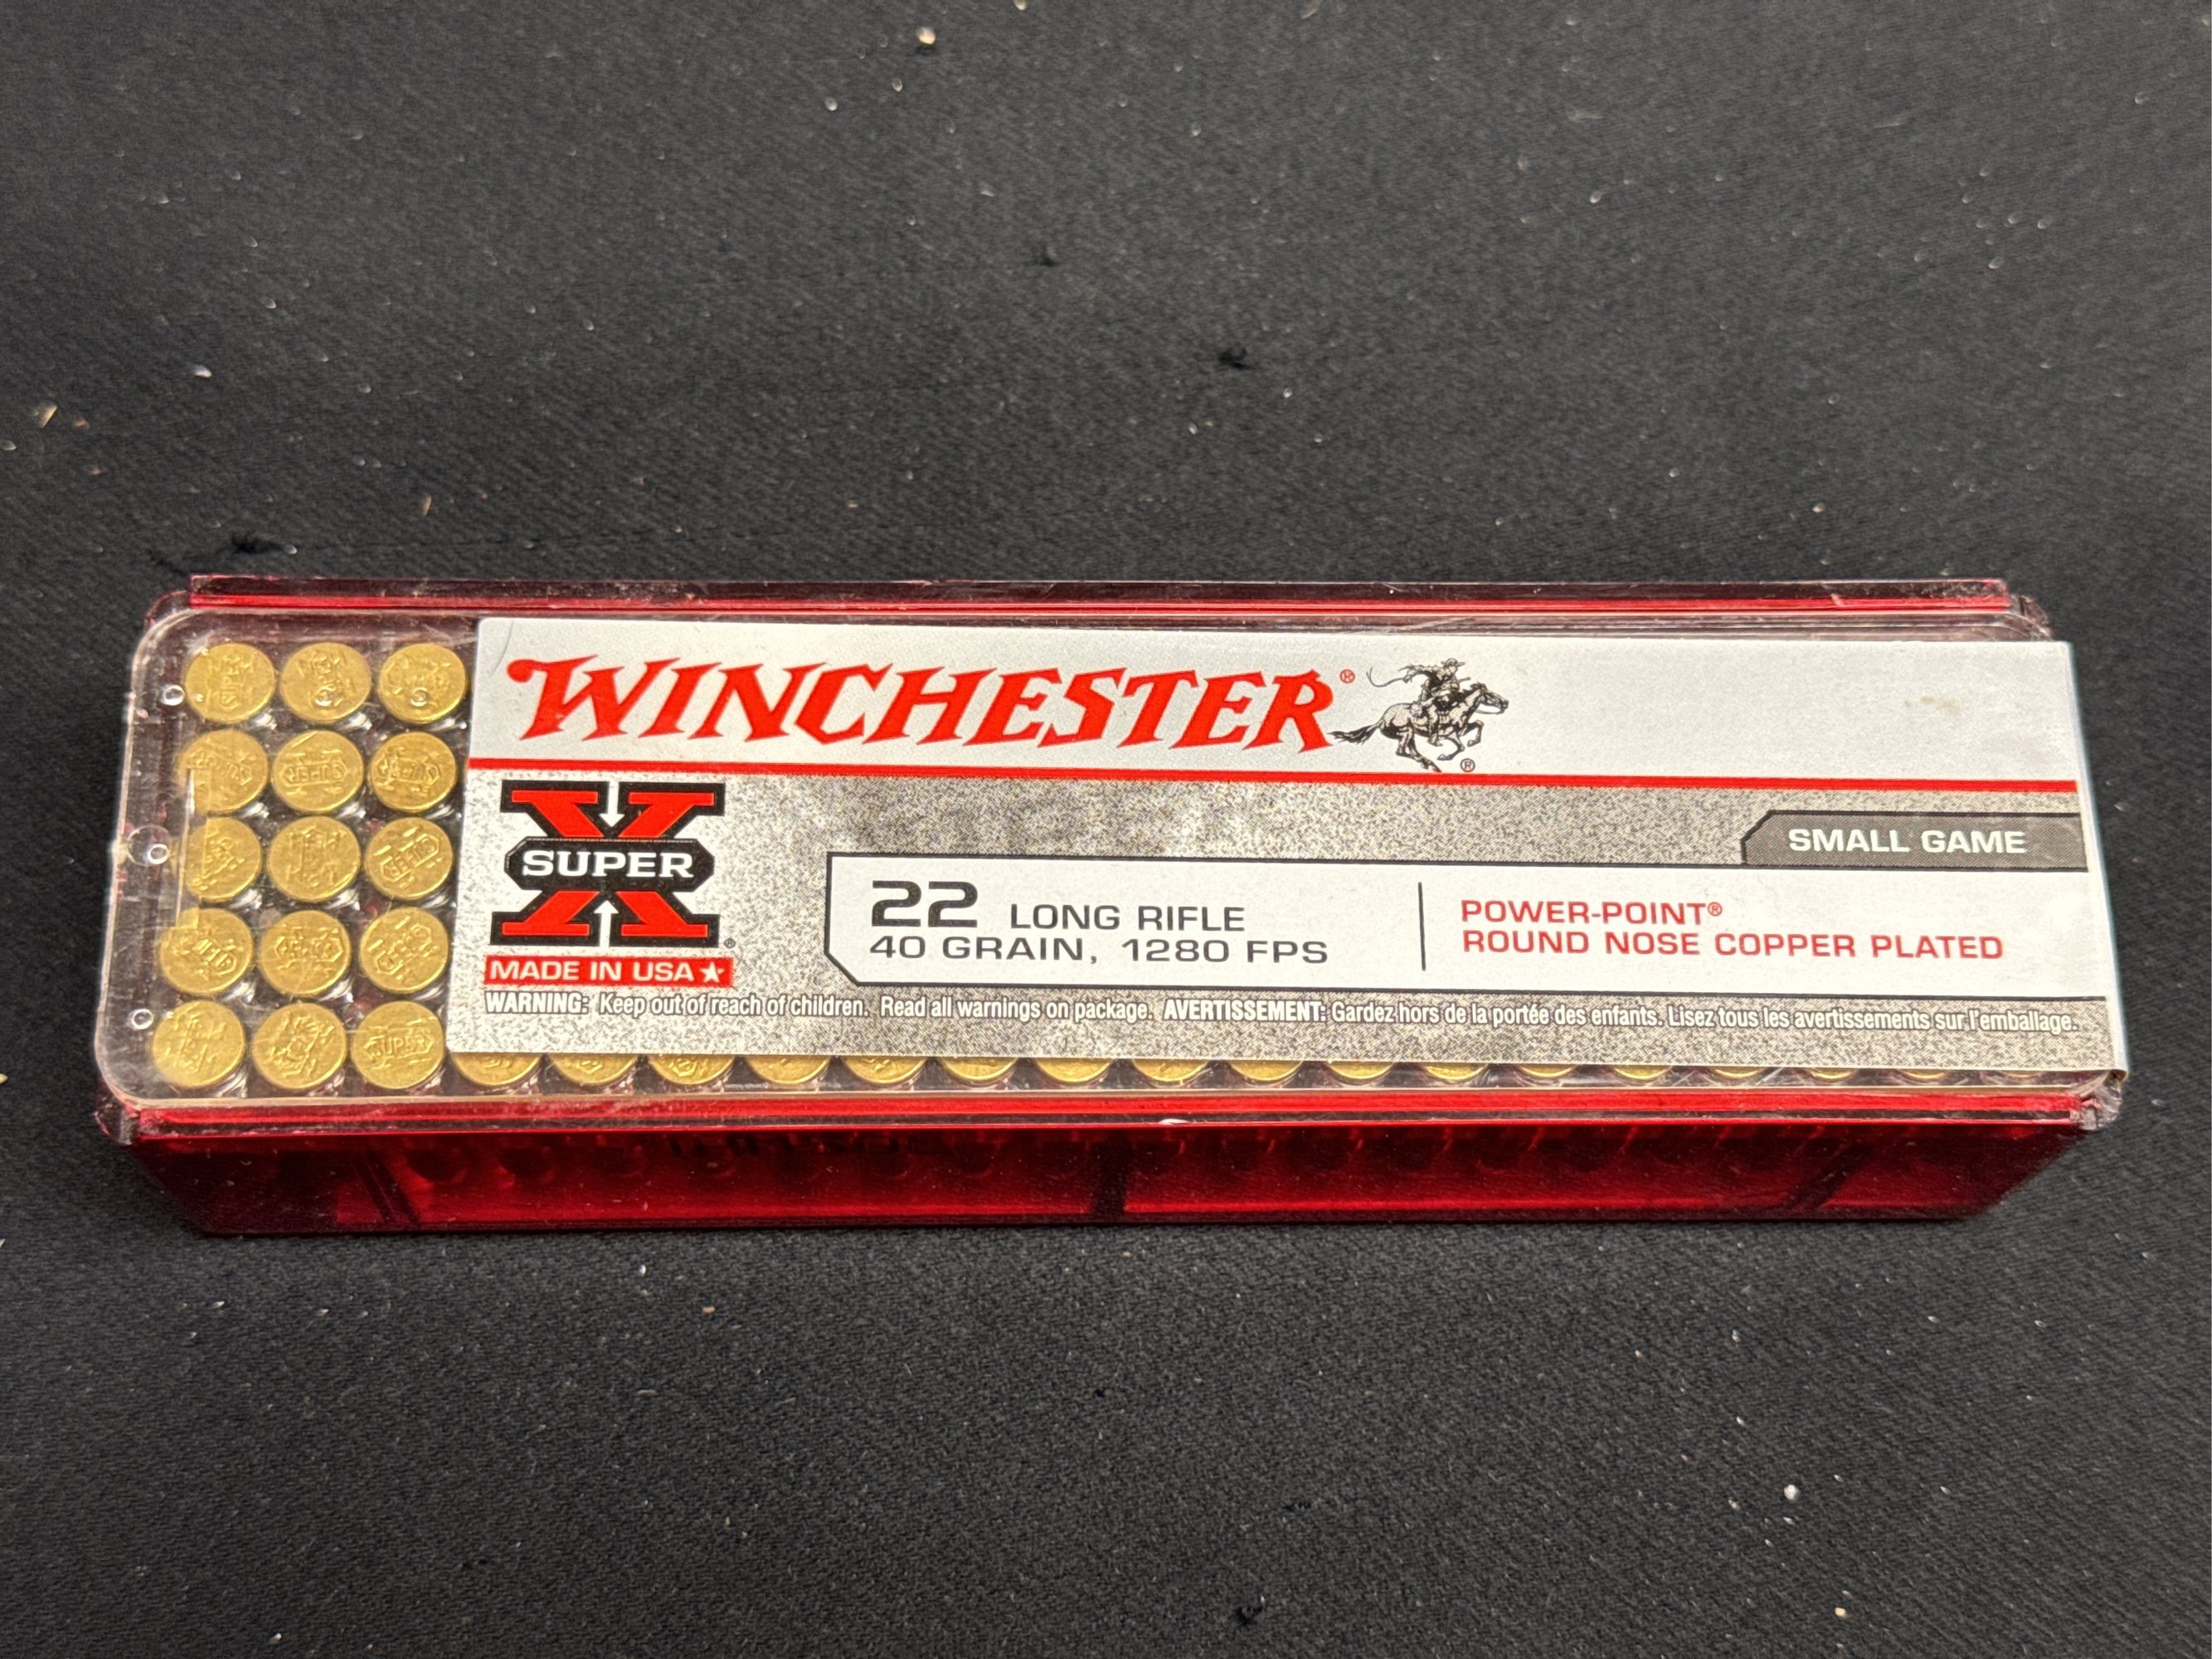 WINCHESTER®
®
X
SUPER
®
MADE IN USA ★
SMALL GAME
22 LONG RIFLE
40 GRAIN, 1280 FPS
POWER-POINT®
ROUND NOSE COPPER PLATED
WARNING: Keep out of reach of children. Read all warnings on package. AVERTISSEMENT: Gardez hors de la portée des enfants. Lisez tous les avertissements sur l'emballage.
SUPER
SUPER